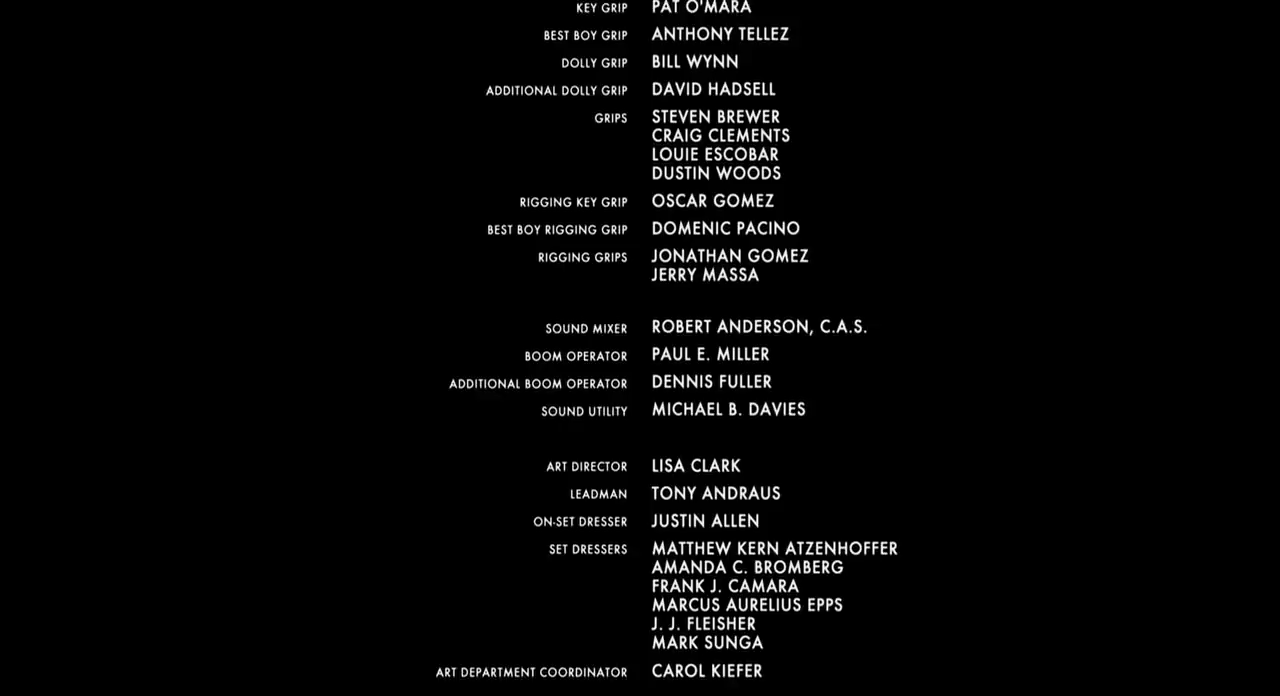 KEY GRIP PAT O'MARA
BEST BOY GRIP ANTHONY TELLEZ
DOLLY GRIP BILL WYNN
ADDITIONAL DOLLY GRIP DAVID HADSELL
GRIPS STEVEN BREWER
CRAIG CLEMENTS
LOUIE ESCOBAR
DUSTIN WOODS
RIGGING KEY GRIP OSCAR GOMEZ
BEST BOY RIGGING GRIP DOMENIC PACINO
RIGGING GRIPS JONATHAN GOMEZ
JERRY MASSA
SOUND MIXER ROBERT ANDERSON, C.A.S.
BOOM OPERATOR PAUL E. MILLER
ADDITIONAL BOOM OPERATOR DENNIS FULLER
SOUND UTILITY MICHAEL B. DAVIES
ART DIRECTOR LISA CLARK
LEADMAN TONY ANDRAUS
ON-SET DRESSER JUSTIN ALLEN
SET DRESSERS MATTHEW KERN ATZENHOFFER
AMANDA C. BROMBERG
FRANK J. CAMARA
MARCUS AURELIUS EPPS
J. J. FLEISHER
MARK SUNGA
ART DEPARTMENT COORDINATOR CAROL KIEFER